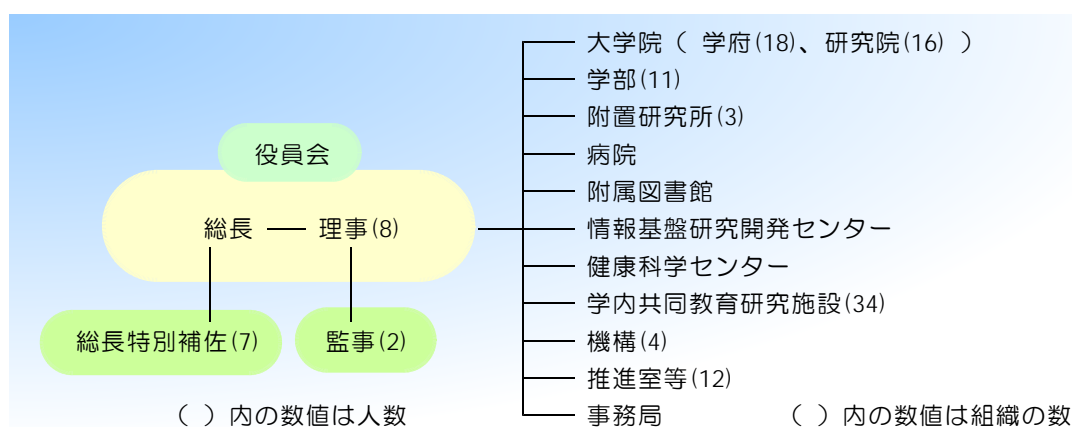 役員会
総長 理事(8)
総長特別補佐(7) 監事(2)
( )内の数値は人数
大学院( 学府(18)、研究院(16) )
学部(11)
附置研究所(3)
病院
附属図書館
情報基盤研究開発センター
健康科学センター
学内共同教育研究施設(34)
機構(4)
推進室等(12)
事務局
( )内の数値は組織の数